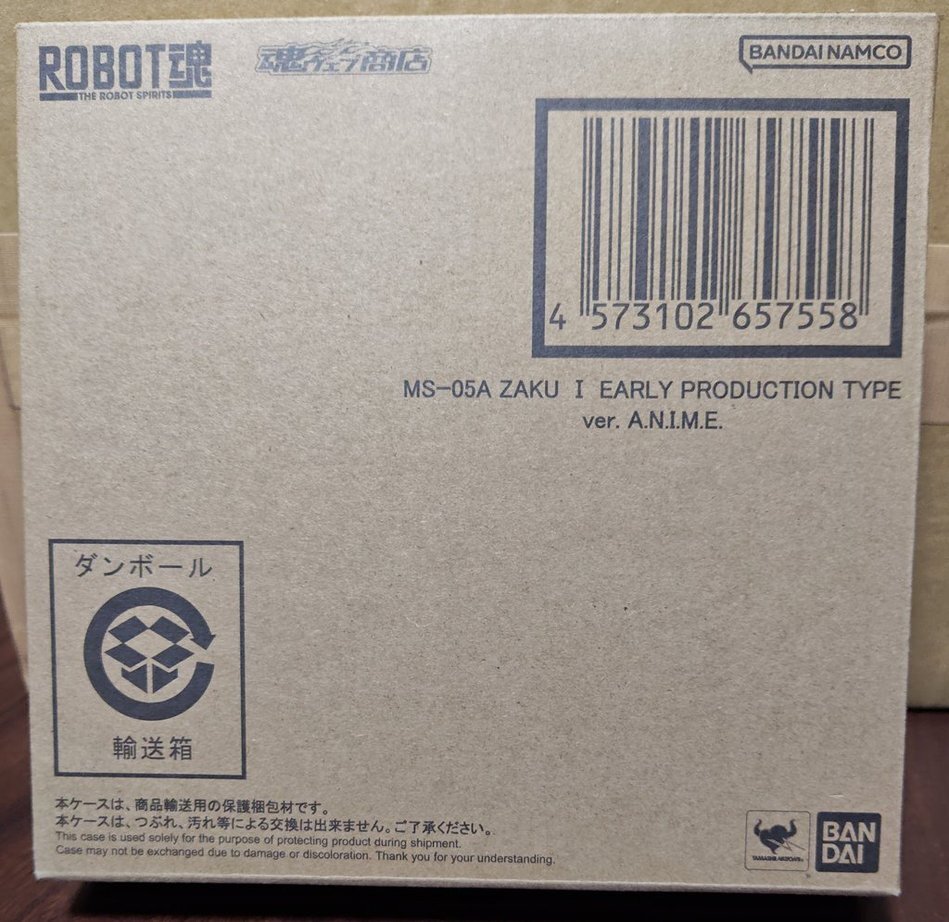 ROBOT魂
THE ROBOT SPIRITS
魂ウェブ商店
BANDAI NAMCO
4 573102 657558
MS-05A ZAKU I EARLY PRODUCTION TYPE
ver. A.N.I.M.E.
ダンボール
輸送箱
本ケースは、商品輸送用の保護梱包材です。
本ケースは、つぶれ、汚れ等による交換は出来ません。ご了承ください。
This case is used solely for the purpose of protecting product during shipment.
Case may not be exchanged due to damage or discoloration. Thank you for your understanding.
TAMASHII NATIONS
BAN
DAI